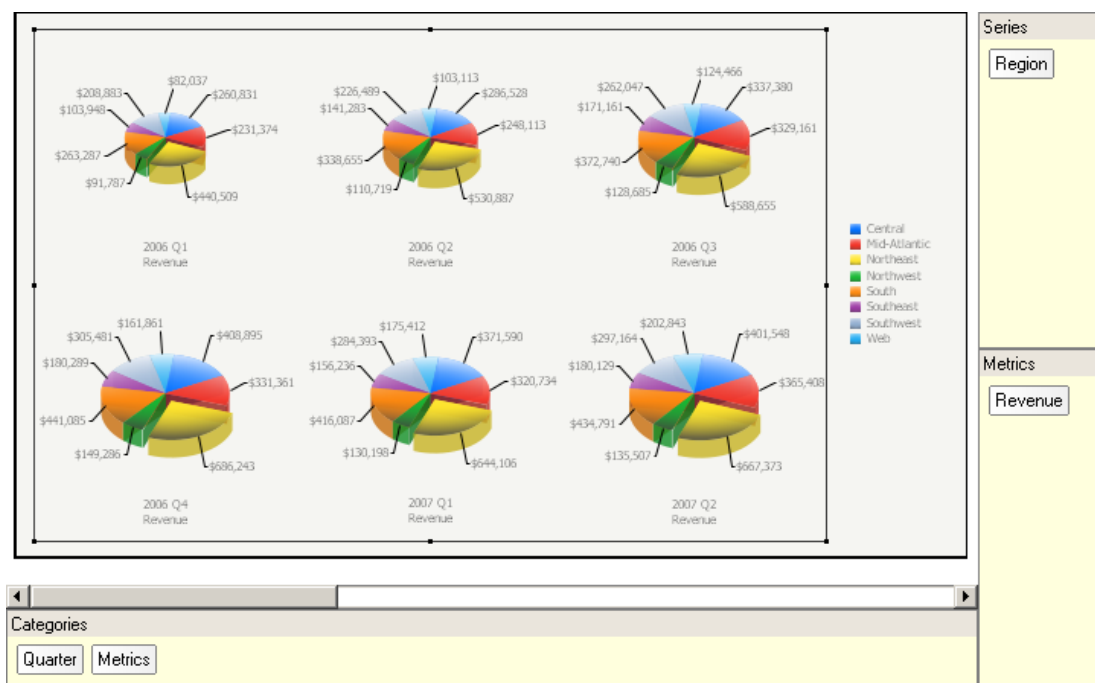 Series
Region
$82,037
$208,883
$260,831
$103,948
$231,374
$263,287
$91,787
$440,509
2006 Q1
Revenue
$103,113
$226,489
$286,528
$141,283
$248,113
$338,655
$110,719
$530,887
2006 Q2
Revenue
$124,466
$262,047
$337,380
$171,161
$329,161
$372,740
$128,685
$588,655
2006 Q3
Revenue
Central
Mid-Atlantic
Northeast
Northwest
South
Southeast
Southwest
Web
$161,861
$305,481
$408,895
$180,289
$331,361
$441,085
$149,286
$686,243
2006 Q4
Revenue
$175,412
$284,393
$371,590
$156,236
$320,734
$416,087
$130,198
$644,106
2007 Q1
Revenue
$202,843
$297,164
$401,548
$180,129
$365,408
$434,791
$135,507
$667,373
2007 Q2
Revenue
Metrics
Revenue
Categories
Quarter Metrics